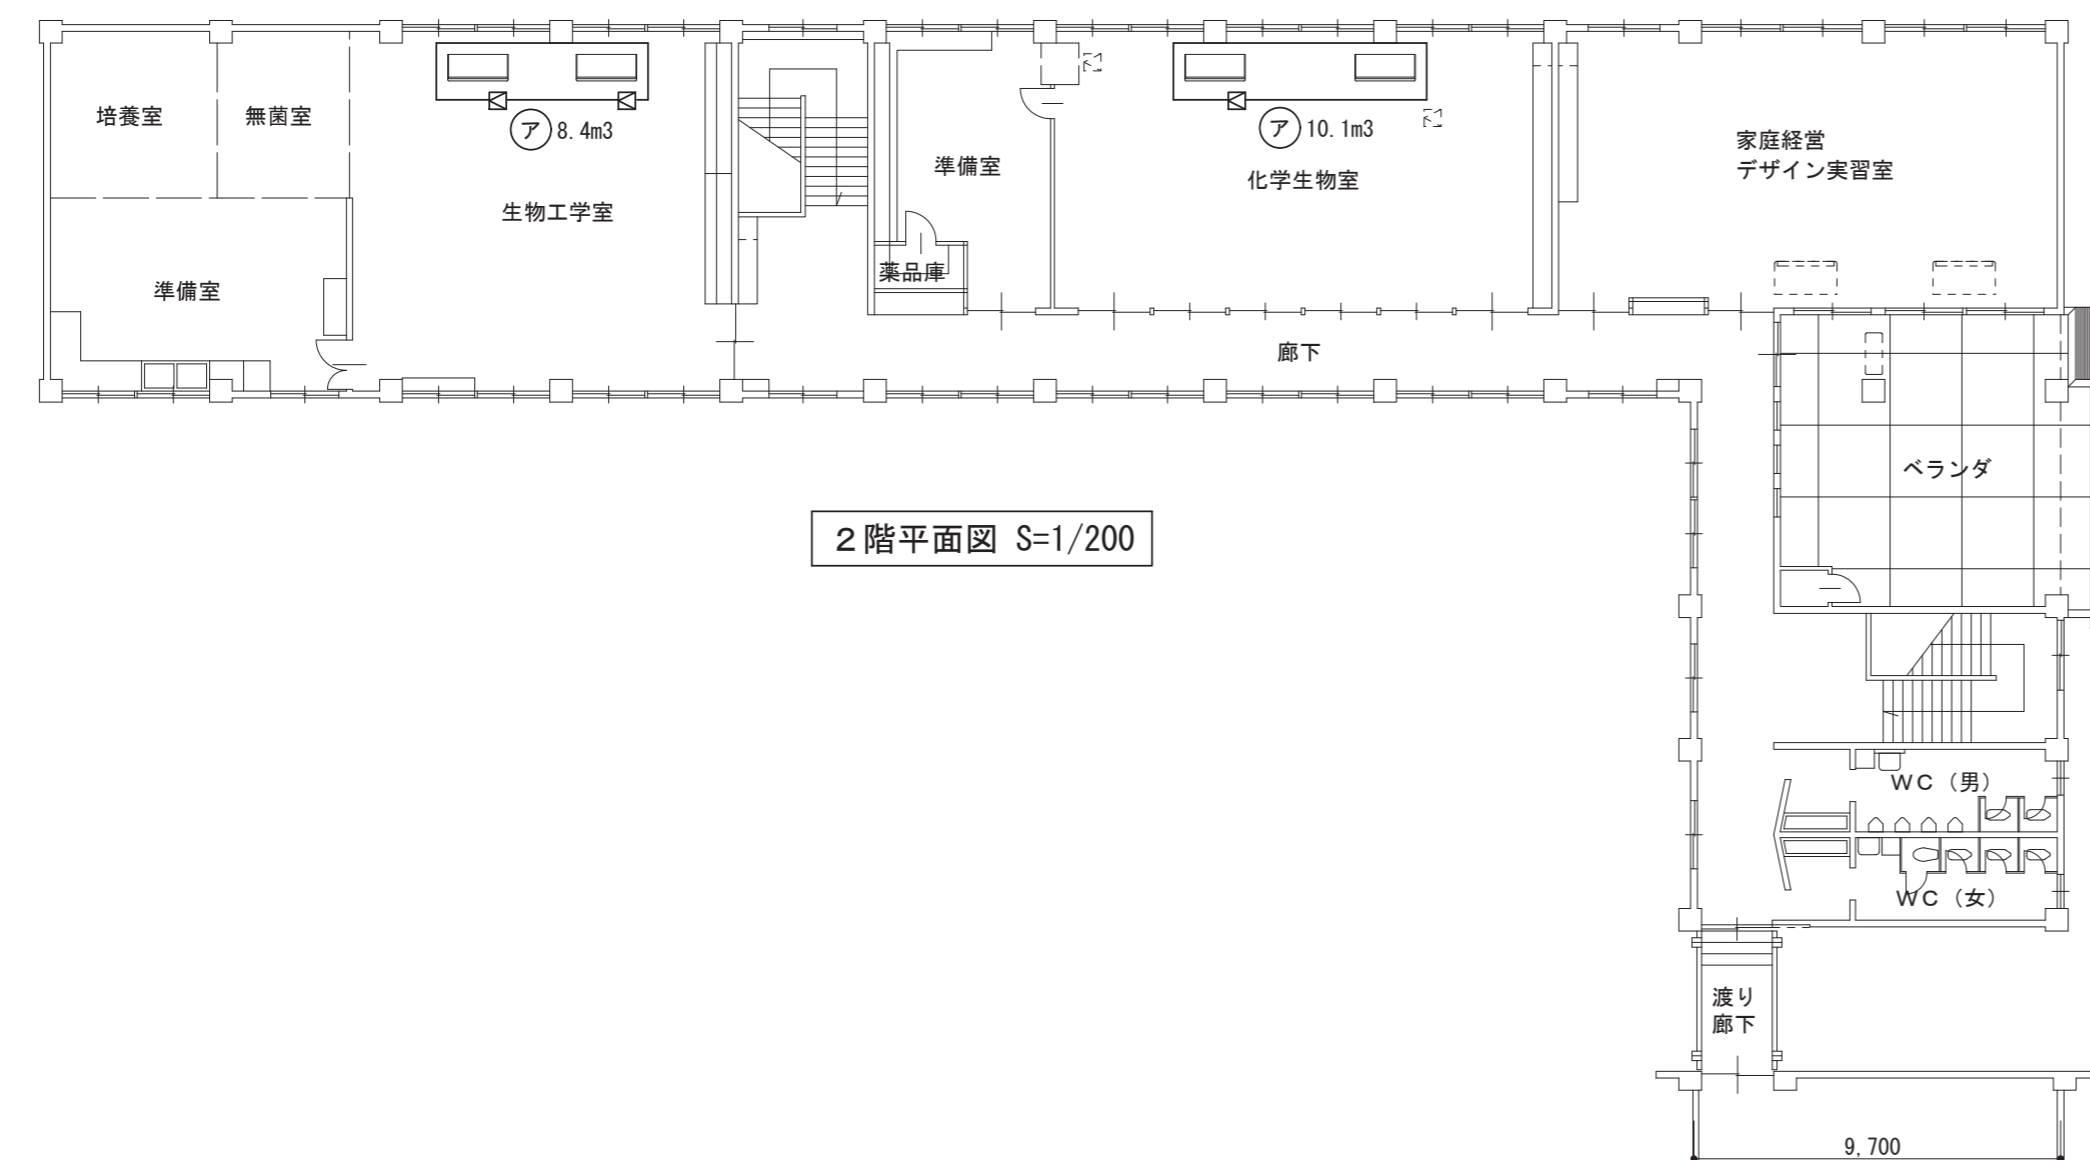 培養室
無菌室
ア 8.4m3
ア 10.1m3
家庭経営
デザイン実習室
準備室
化学生物室
生物工学室
薬品庫
準備室
廊下
ベランダ
2階平面図 S=1/200
WC（男）
WC（女）
渡り
廊下
9,700